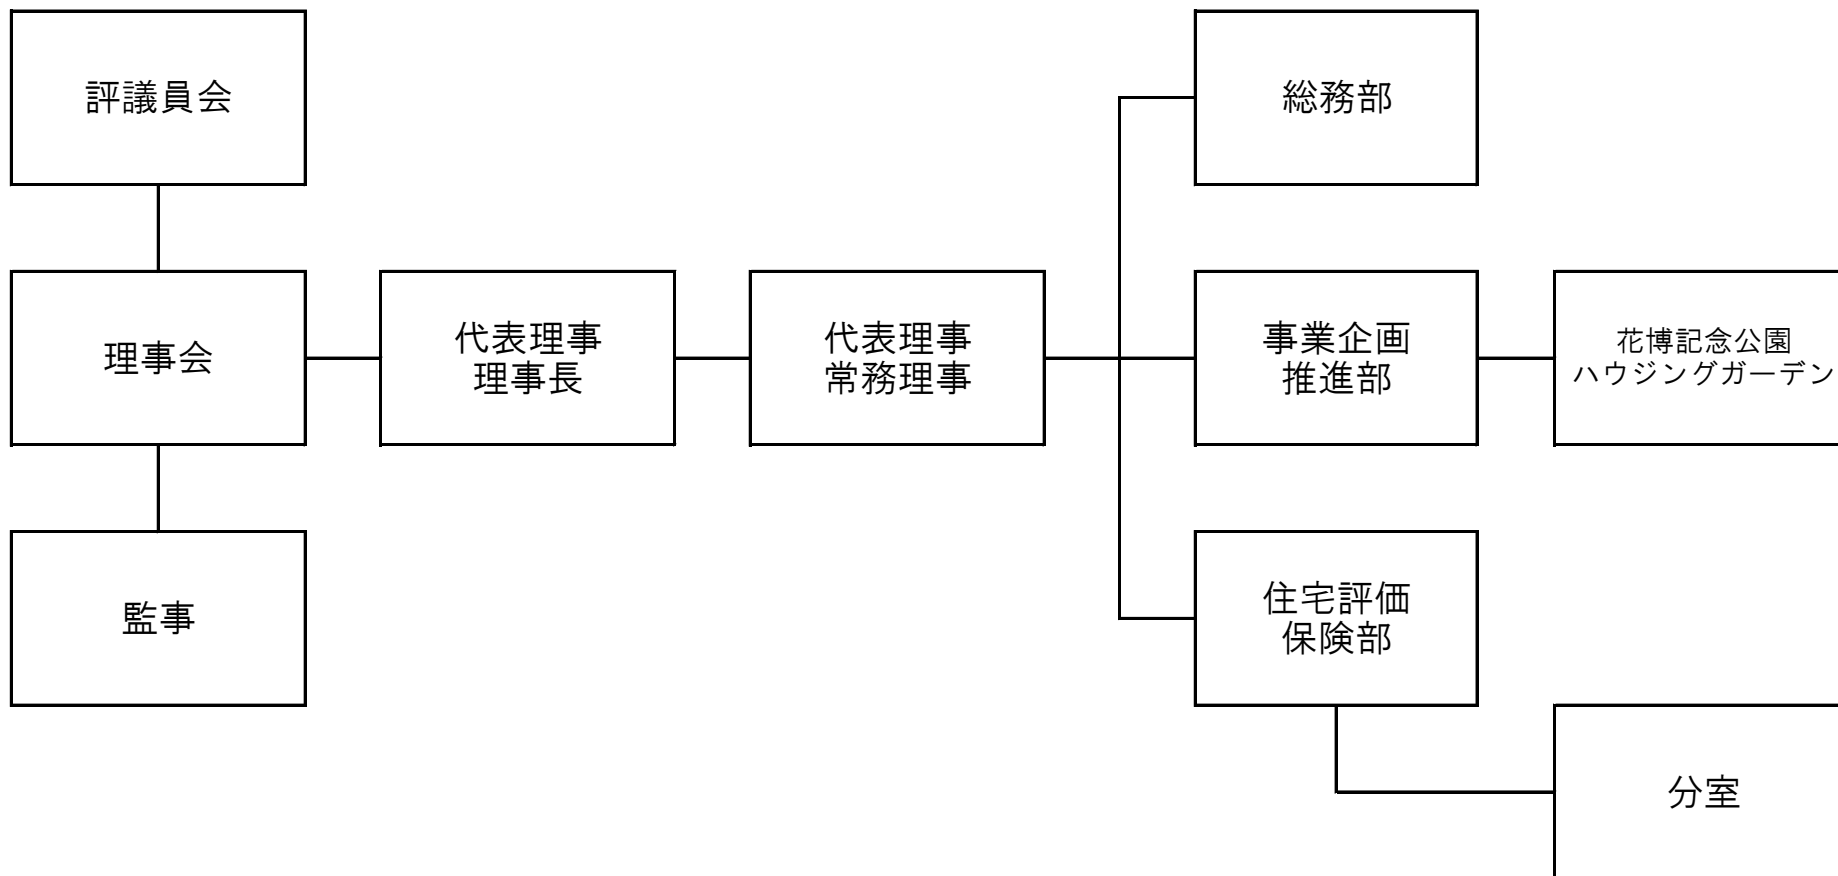 評議員会
総務部
理事会
代表理事
理事長
代表理事
常務理事
事業企画
推進部
花博記念公園
ハウジングガーデン
監事
住宅評価
保険部
分室